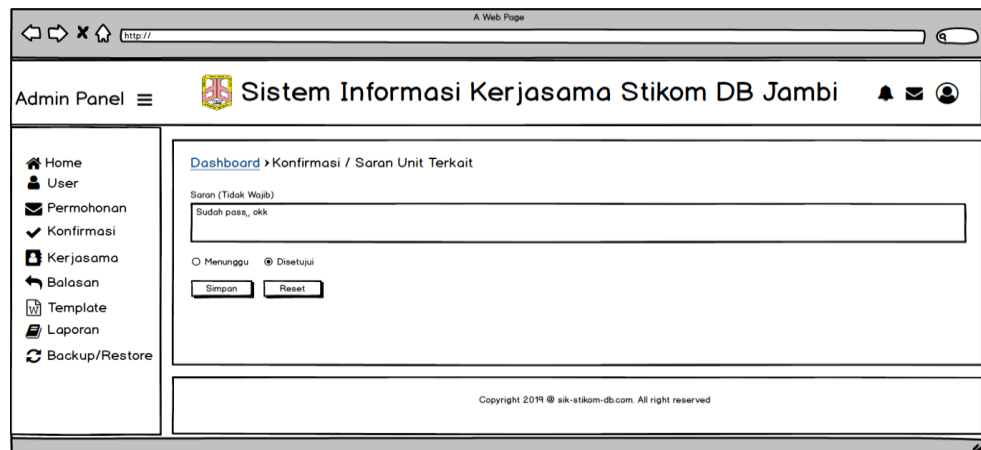 A Web Page
http://
Admin Panel
Sistem Informasi Kerjasama Stikom DB Jambi
Home
User
Permohonan
Konfirmasi
Kerjasama
Balasan
Template
Laporan
Backup/Restore
Dashboard › Konfirmasi / Saran Unit Terkait
Saran (Tidak Wajib)
Sudah pass,, okk
Menunggu Disetujui
Simpan Reset
Copyright 2019 @ sik-stikom-db.com. All right reserved